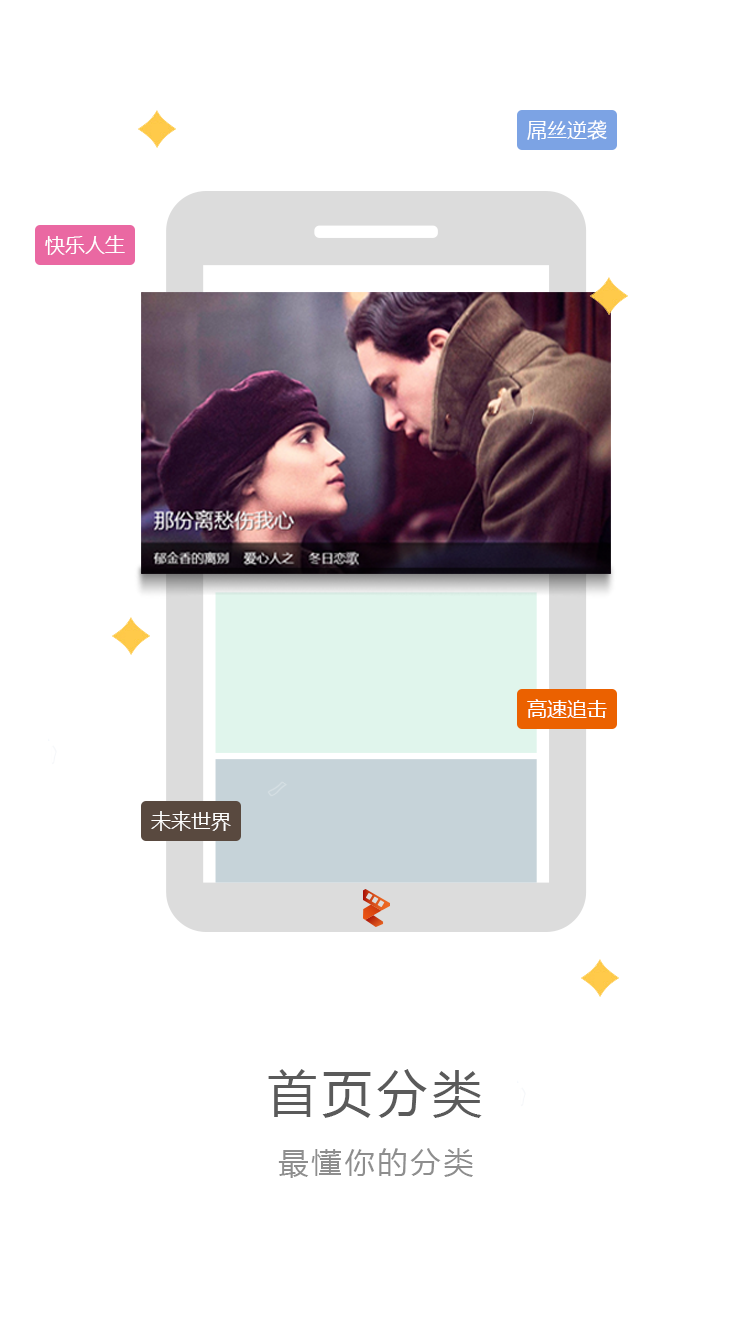 屌丝逆袭
快乐人生
那份离愁伤我心
郁金香的离别 爱心人之 冬日恋歌
高速追击
未来世界
首页分类
最懂你的分类